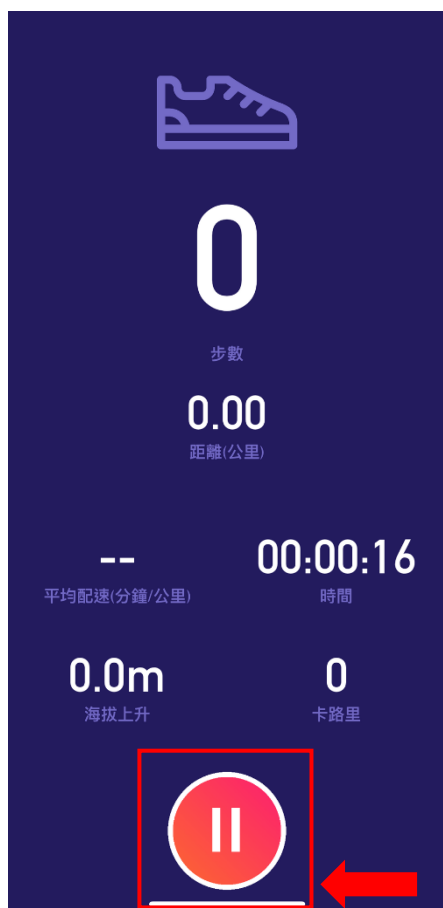 0
步數
0.00
距離(公里)
--
00:00:16
平均配速(分鐘/公里)
時間
0.0m
0
海拔上升
卡路里